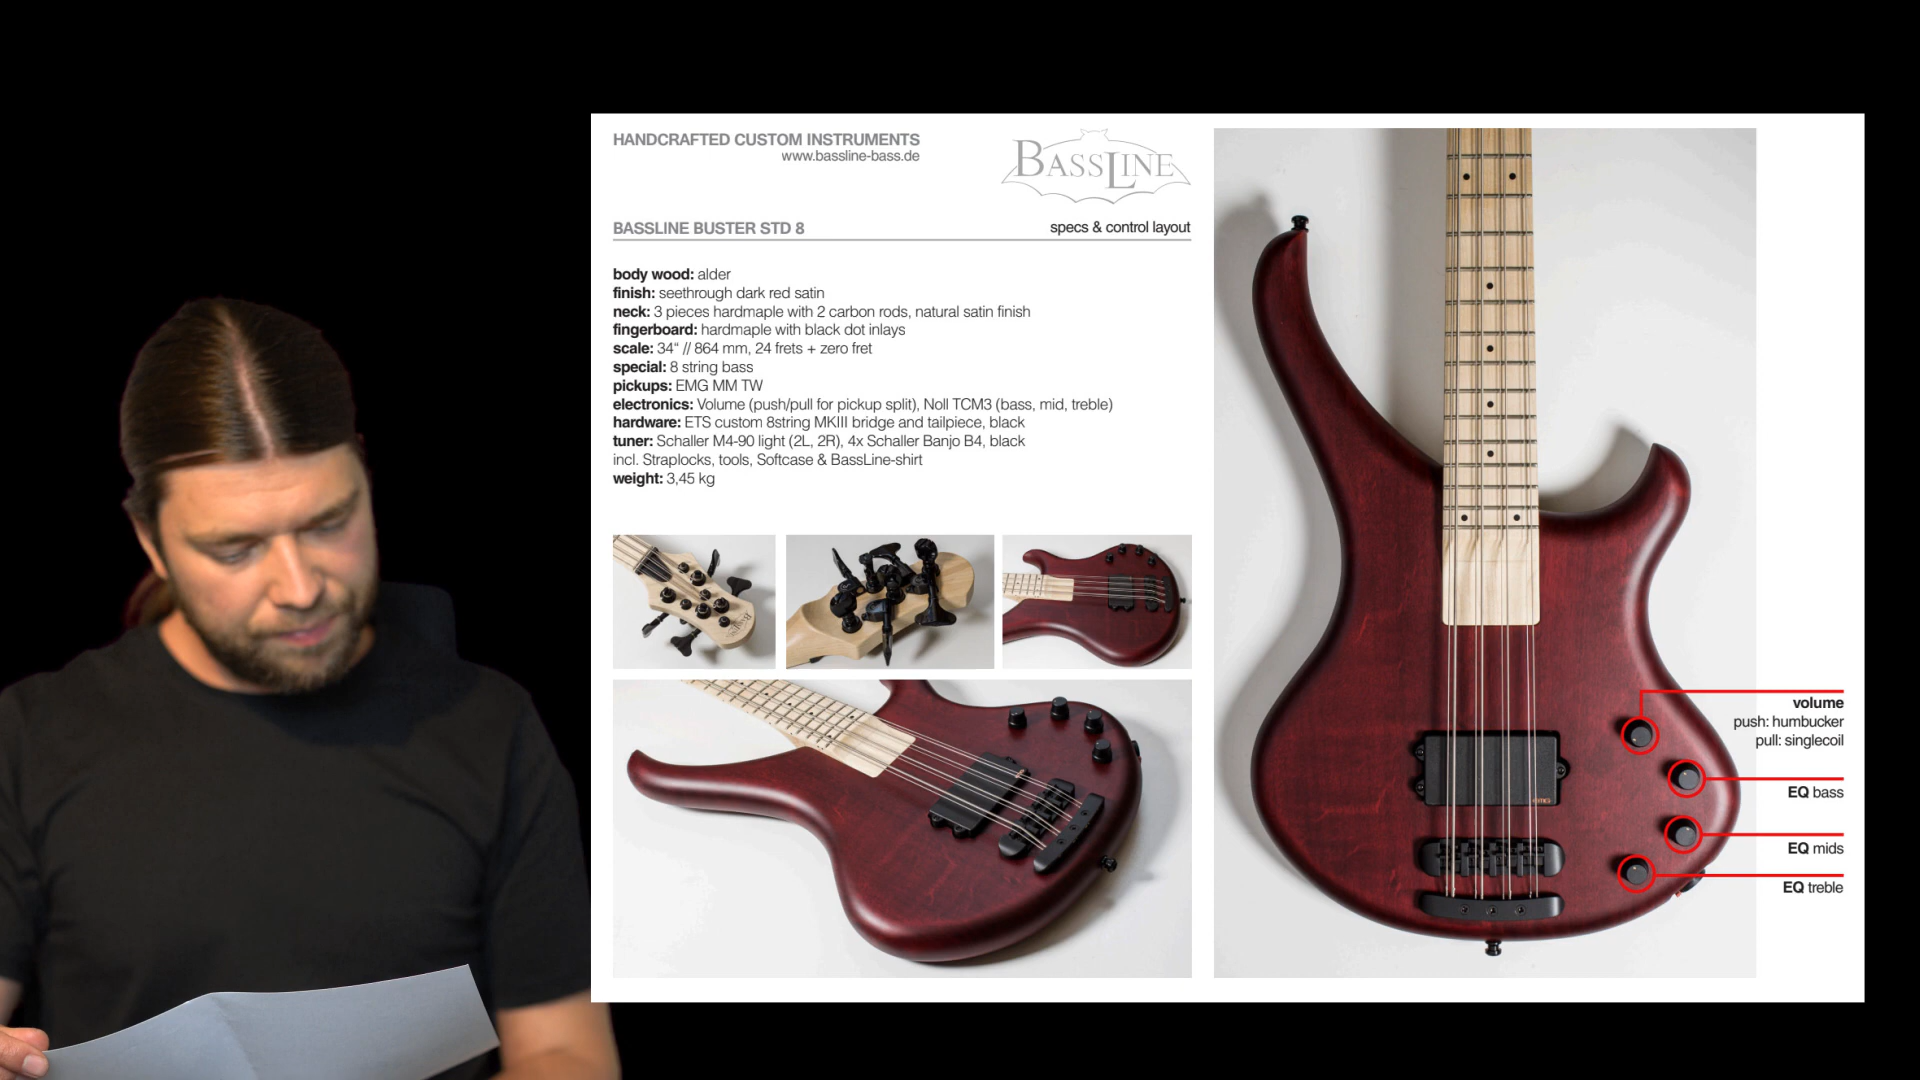 HANDCRAFTED CUSTOM INSTRUMENTS
www.bassline-bass.de
BASSLINE
BASSLINE BUSTER STD 8
specs & control layout
body wood: alder
finish: seethrough dark red satin
neck: 3 pieces hardmaple with 2 carbon rods, natural satin finish
fingerboard: hardmaple with black dot inlays
scale: 34“ // 864 mm, 24 frets + zero fret
special: 8 string bass
pickups: EMG MM TW
electronics: Volume (push/pull for pickup split), Noll TCM3 (bass, mid, treble)
hardware: ETS custom 8string MKIII bridge and tailpiece, black
tuner: Schaller M4-90 light (2L, 2R), 4x Schaller Banjo B4, black
incl. Straplocks, tools, Softcase & BassLine-shirt
weight: 3,45 kg
BASSLINE
volume
push: humbucker
pull: singlecoil
EQ bass
EMG
EQ mids
EQ treble